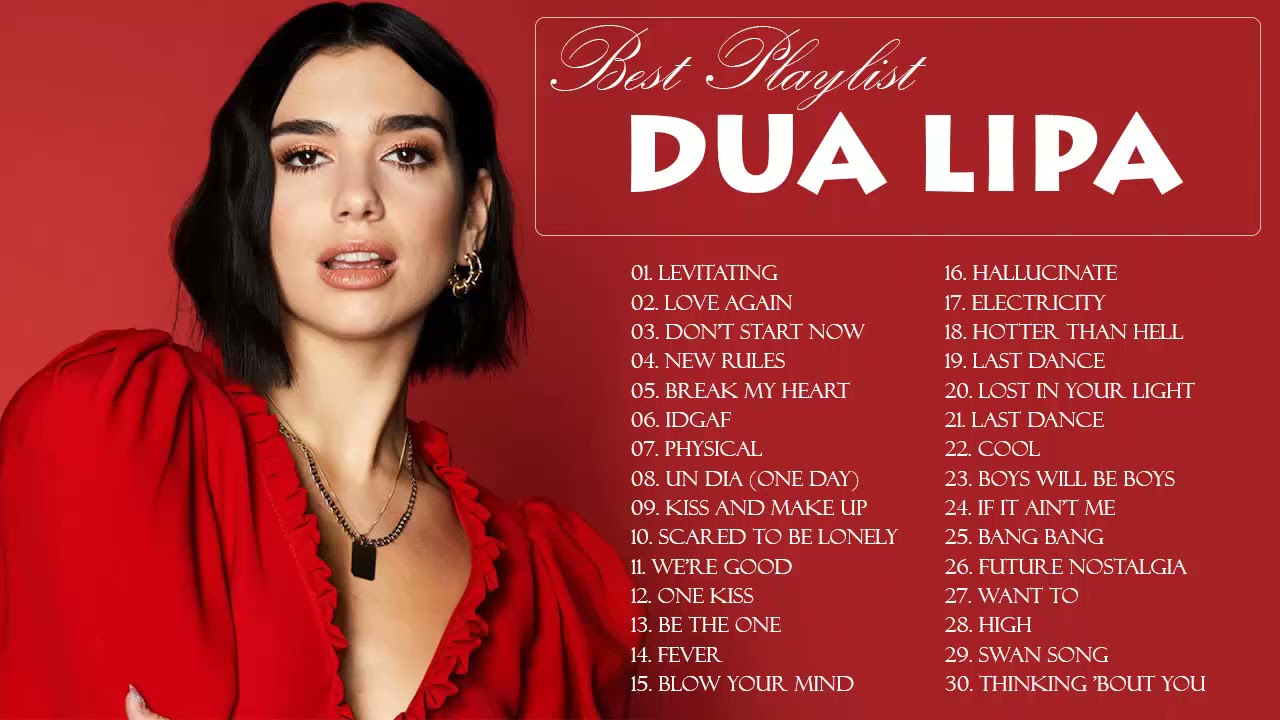 Best Playlist
DUA LIPA
01. LEVITATING
02. LOVE AGAIN
03. DON'T START NOW
04. NEW RULES
05. BREAK MY HEART
06. IDGAF
07. PHYSICAL
08. UN DIA (ONE DAY)
09. KISS AND MAKE UP
10. SCARED TO BE LONELY
11. WE'RE GOOD
12. ONE KISS
13. BE THE ONE
14. FEVER
15. BLOW YOUR MIND
16. HALLUCINATE
17. ELECTRICITY
18. HOTTER THAN HELL
19. LAST DANCE
20. LOST IN YOUR LIGHT
21. LAST DANCE
22. COOL
23. BOYS WILL BE BOYS
24. IF IT AIN'T ME
25. BANG BANG
26. FUTURE NOSTALGIA
27. WANT TO
28. HIGH
29. SWAN SONG
30. THINKING 'BOUT YOU